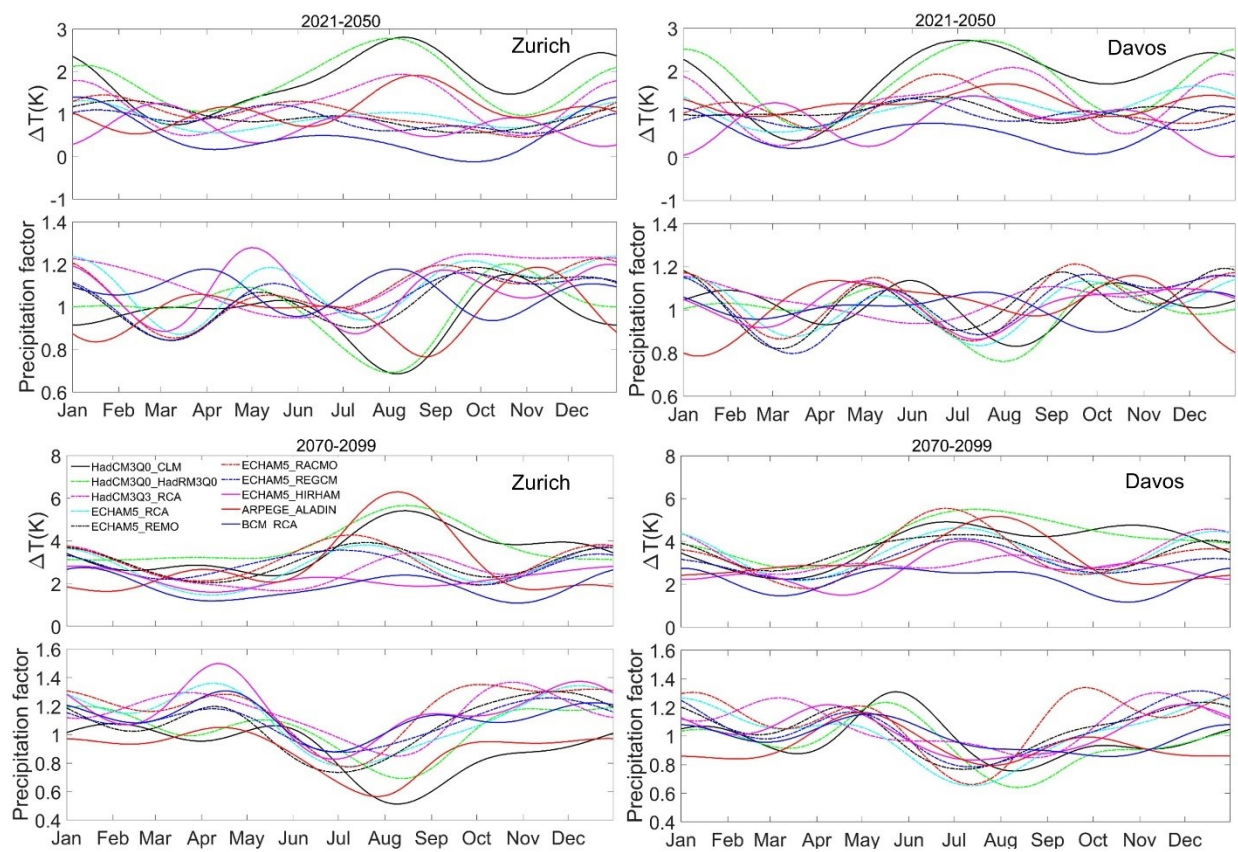 2021-2050
Zurich
ΔT(K)
3
2
1
0
-1
Precipitation factor
1.4
1.2
1
0.8
0.6
Jan Feb Mar Apr May Jun Jul Aug Sep Oct Nov Dec
2021-2050
Davos
ΔT(K)
3
2
1
0
-1
Precipitation factor
1.4
1.2
1
0.8
0.6
Jan Feb Mar Apr May Jun Jul Aug Sep Oct Nov Dec
2070-2099
Zurich
HadCM3Q0_CLM
HadCM3Q0_HadRM3Q0
HadCM3Q3_RCA
ECHAM5_RCA
ECHAM5_REMO
ECHAM5_RACMO
ECHAM5_REGCM
ECHAM5_HIRHAM
ARPEGE_ALADIN
BCM_RCA
ΔT(K)
8
6
4
2
0
Precipitation factor
1.6
1.4
1.2
1
0.8
0.6
0.4
Jan Feb Mar Apr May Jun Jul Aug Sep Oct Nov Dec
2070-2099
Davos
ΔT(K)
8
6
4
2
0
Precipitation factor
1.6
1.4
1.2
1
0.8
0.6
0.4
Jan Feb Mar Apr May Jun Jul Aug Sep Oct Nov Dec